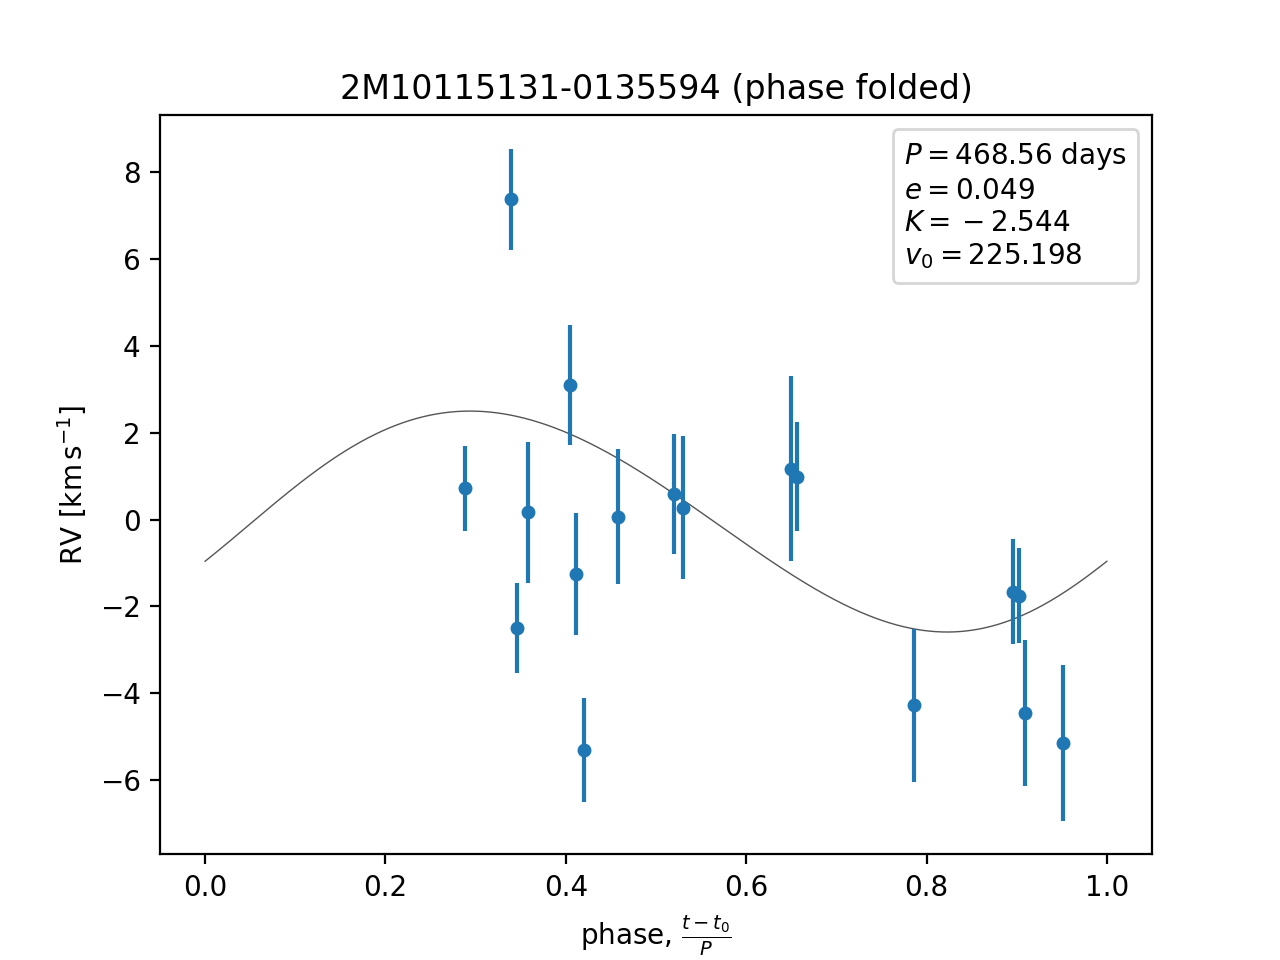 2M10115131-0135594 (phase folded)
P = 468.56 days
e = 0.049
K = −2.544
v₀ = 225.198
RV [km s⁻¹]
8
6
4
2
0
−2
−4
−6
0.0 0.2 0.4 0.6 0.8 1.0
phase, (t − t₀)/P